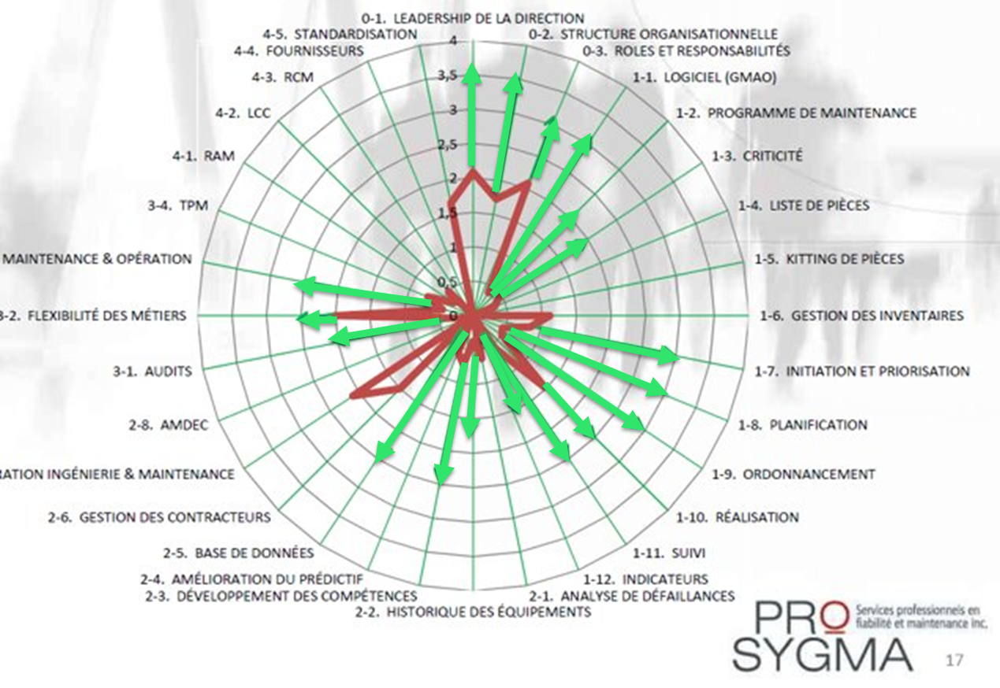 0-1. LEADERSHIP DE LA DIRECTION
4-5. STANDARDISATION
0-2. STRUCTURE ORGANISATIONNELLE
4-4. FOURNISSEURS
0-3. ROLES ET RESPONSABILITÉS
4-3. RCM
1-1. LOGICIEL (GMAO)
4-2. LCC
1-2. PROGRAMME DE MAINTENANCE
4-1. RAM
1-3. CRITICITÉ
3-4. TPM
1-4. LISTE DE PIÈCES
MAINTENANCE & OPÉRATION
1-5. KITTING DE PIÈCES
3-2. FLEXIBILITÉ DES MÉTIERS
1-6. GESTION DES INVENTAIRES
3-1. AUDITS
1-7. INITIATION ET PRIORISATION
2-8. AMDEC
1-8. PLANIFICATION
RATION INGÉNIERIE & MAINTENANCE
1-9. ORDONNANCEMENT
2-6. GESTION DES CONTRACTEURS
1-10. RÉALISATION
2-5. BASE DE DONNÉES
1-11. SUIVI
2-4. AMÉLIORATION DU PRÉDICTIF
1-12. INDICATEURS
2-3. DÉVELOPPEMENT DES COMPÉTENCES
2-1. ANALYSE DE DÉFAILLANCES
2-2. HISTORIQUE DES ÉQUIPEMENTS
4
3,5
3
2,5
2
1,5
1
0,5
0
PRO
SYGMA
Services professionnels en
fiabilité et maintenance inc.
17